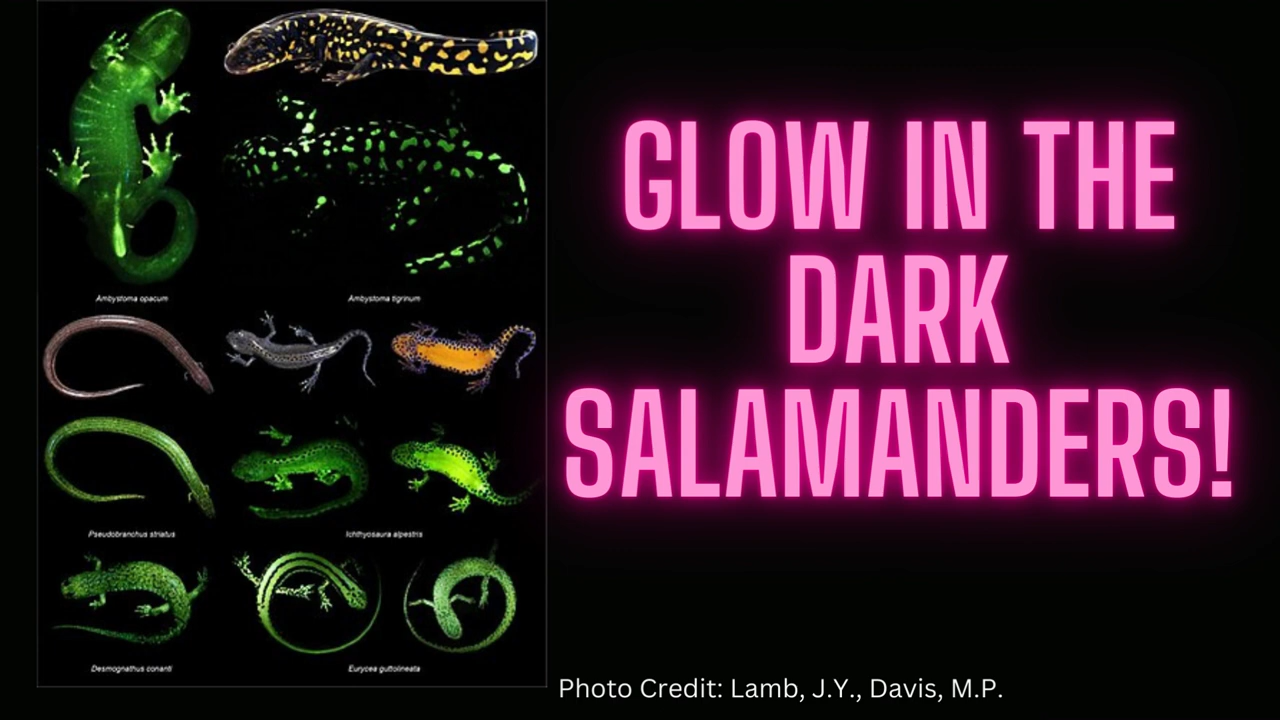 GLOW IN THE
DARK
SALAMANDERS!
Ambystoma opacum
Ambystoma tigrinum
Pseudobranchus striatus
Ichthyosaura alpestris
Desmognathus conanti
Eurycea guttolineata
Photo Credit: Lamb, J.Y., Davis, M.P.